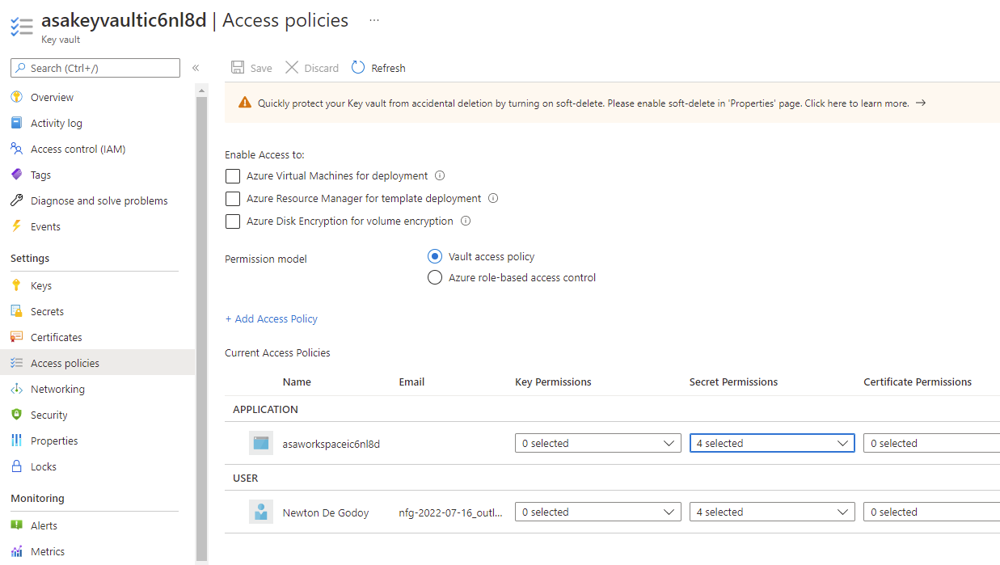 asakeyvaultic6nl8d | Access policies ...
Key vault
Search (Ctrl+/) «
Save Discard Refresh
Quickly protect your Key vault from accidental deletion by turning on soft-delete. Please enable soft-delete in 'Properties' page. Click here to learn more. →
Overview
Activity log
Access control (IAM)
Tags
Diagnose and solve problems
Events
Settings
Keys
Secrets
Certificates
Access policies
Networking
Security
Properties
Locks
Monitoring
Alerts
Metrics
Enable Access to:
Azure Virtual Machines for deployment
Azure Resource Manager for template deployment
Azure Disk Encryption for volume encryption
Permission model
Vault access policy
Azure role-based access control
+ Add Access Policy
Current Access Policies
Name Email Key Permissions Secret Permissions Certificate Permissions
APPLICATION
asaworkspaceic6nl8d 0 selected 4 selected 0 selected
USER
Newton De Godoy nfg-2022-07-16_outl... 0 selected 4 selected 0 selected